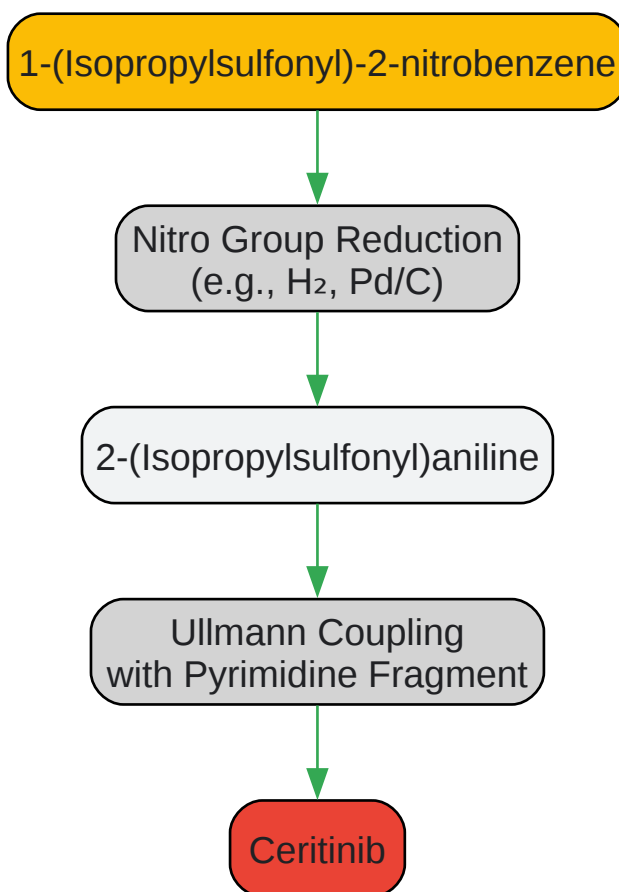 1-(Isopropylsulfonyl)-2-nitrobenzene
Nitro Group Reduction
(e.g., H₂, Pd/C)
2-(Isopropylsulfonyl)aniline
Ullmann Coupling
with Pyrimidine Fragment
Ceritinib